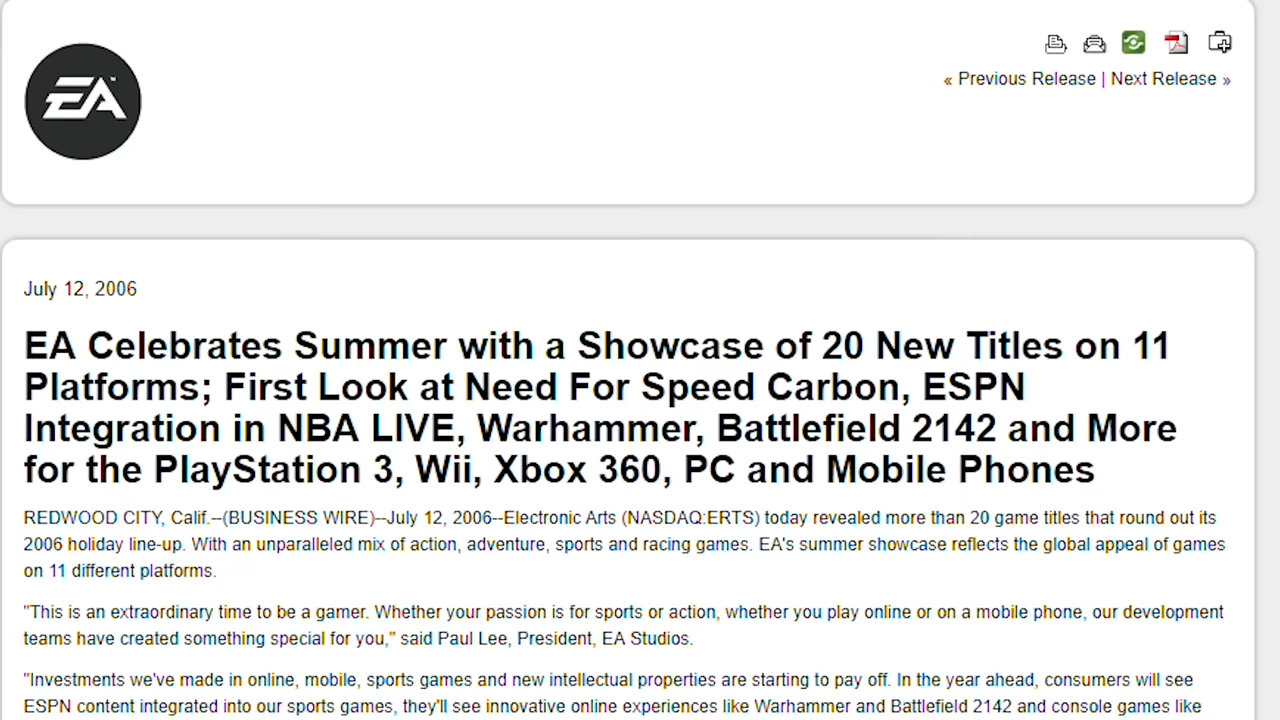 EA™
« Previous Release | Next Release »
July 12, 2006
EA Celebrates Summer with a Showcase of 20 New Titles on 11
Platforms; First Look at Need For Speed Carbon, ESPN
Integration in NBA LIVE, Warhammer, Battlefield 2142 and More
for the PlayStation 3, Wii, Xbox 360, PC and Mobile Phones
REDWOOD CITY, Calif.--(BUSINESS WIRE)--July 12, 2006--Electronic Arts (NASDAQ:ERTS) today revealed more than 20 game titles that round out its
2006 holiday line-up. With an unparalleled mix of action, adventure, sports and racing games. EA's summer showcase reflects the global appeal of games
on 11 different platforms.
"This is an extraordinary time to be a gamer. Whether your passion is for sports or action, whether you play online or on a mobile phone, our development
teams have created something special for you," said Paul Lee, President, EA Studios.
"Investments we've made in online, mobile, sports games and new intellectual properties are starting to pay off. In the year ahead, consumers will see
ESPN content integrated into our sports games, they'll see innovative online experiences like Warhammer and Battlefield 2142 and console games like